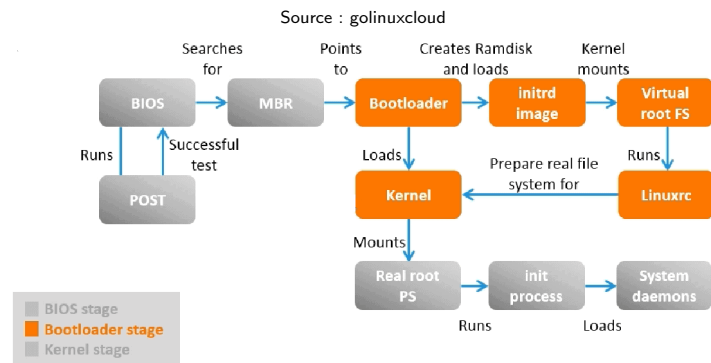 Source : golinuxcloud
Searches
for
Points
to
Creates Ramdisk
and loads
Kernel
mounts
BIOS
MBR
Bootloader
initrd
image
Virtual
root FS
Runs
Successful
test
Loads
Prepare real file
system for
Runs
POST
Kernel
Linuxrc
Mounts
Real root
PS
init
process
System
daemons
Runs
Loads
BIOS stage
Bootloader stage
Kernel stage